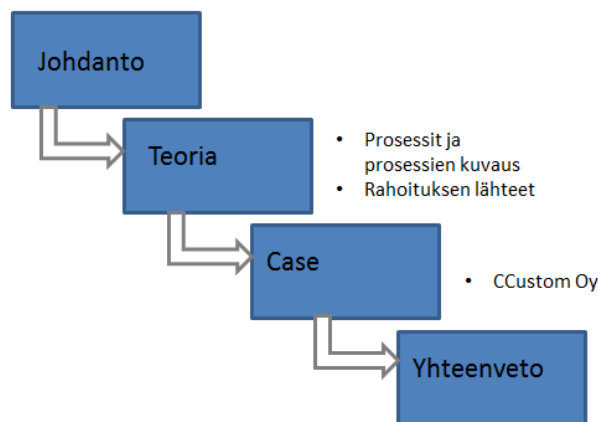 Johdanto
Teoria
• Prosessit ja
prosessien kuvaus
• Rahoituksen lähteet
Case
• CCustom Oy
Yhteenveto